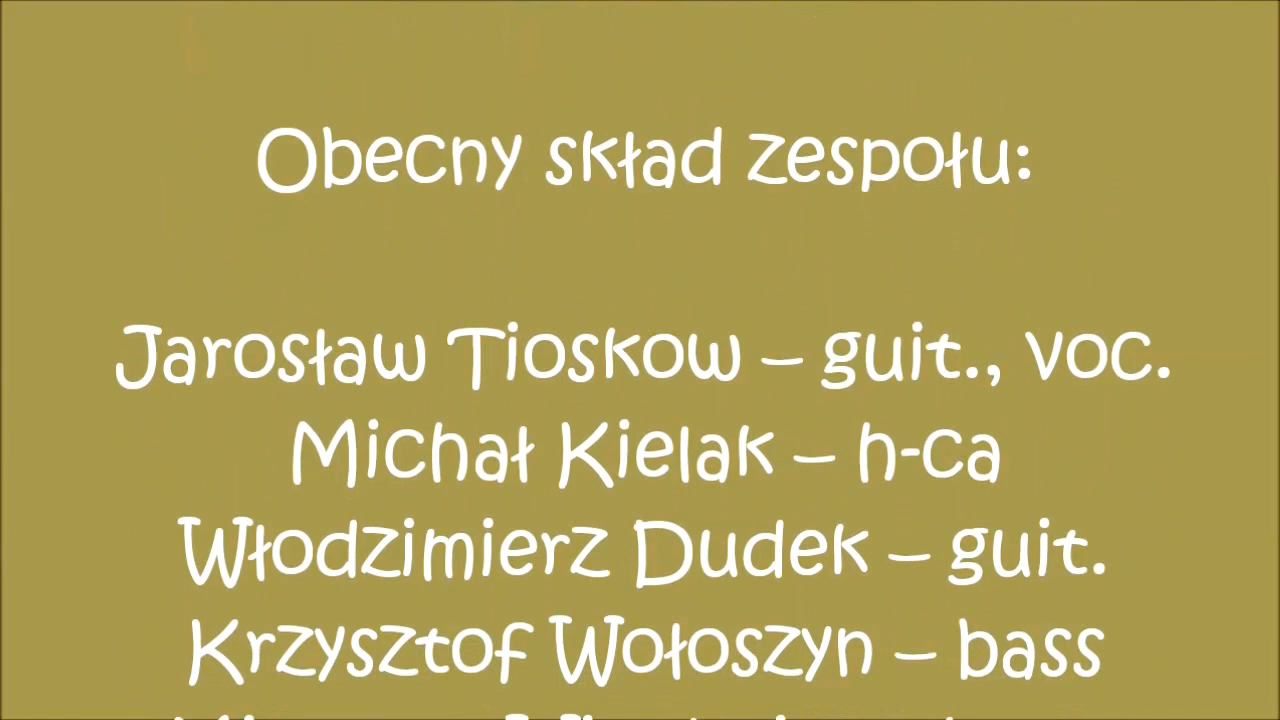 Obecny skład zespołu:
Jarosław Tioskow – guit., voc.
Michał Kielak – h-ca
Włodzimierz Dudek – guit.
Krzysztof Wołoszyn – bass